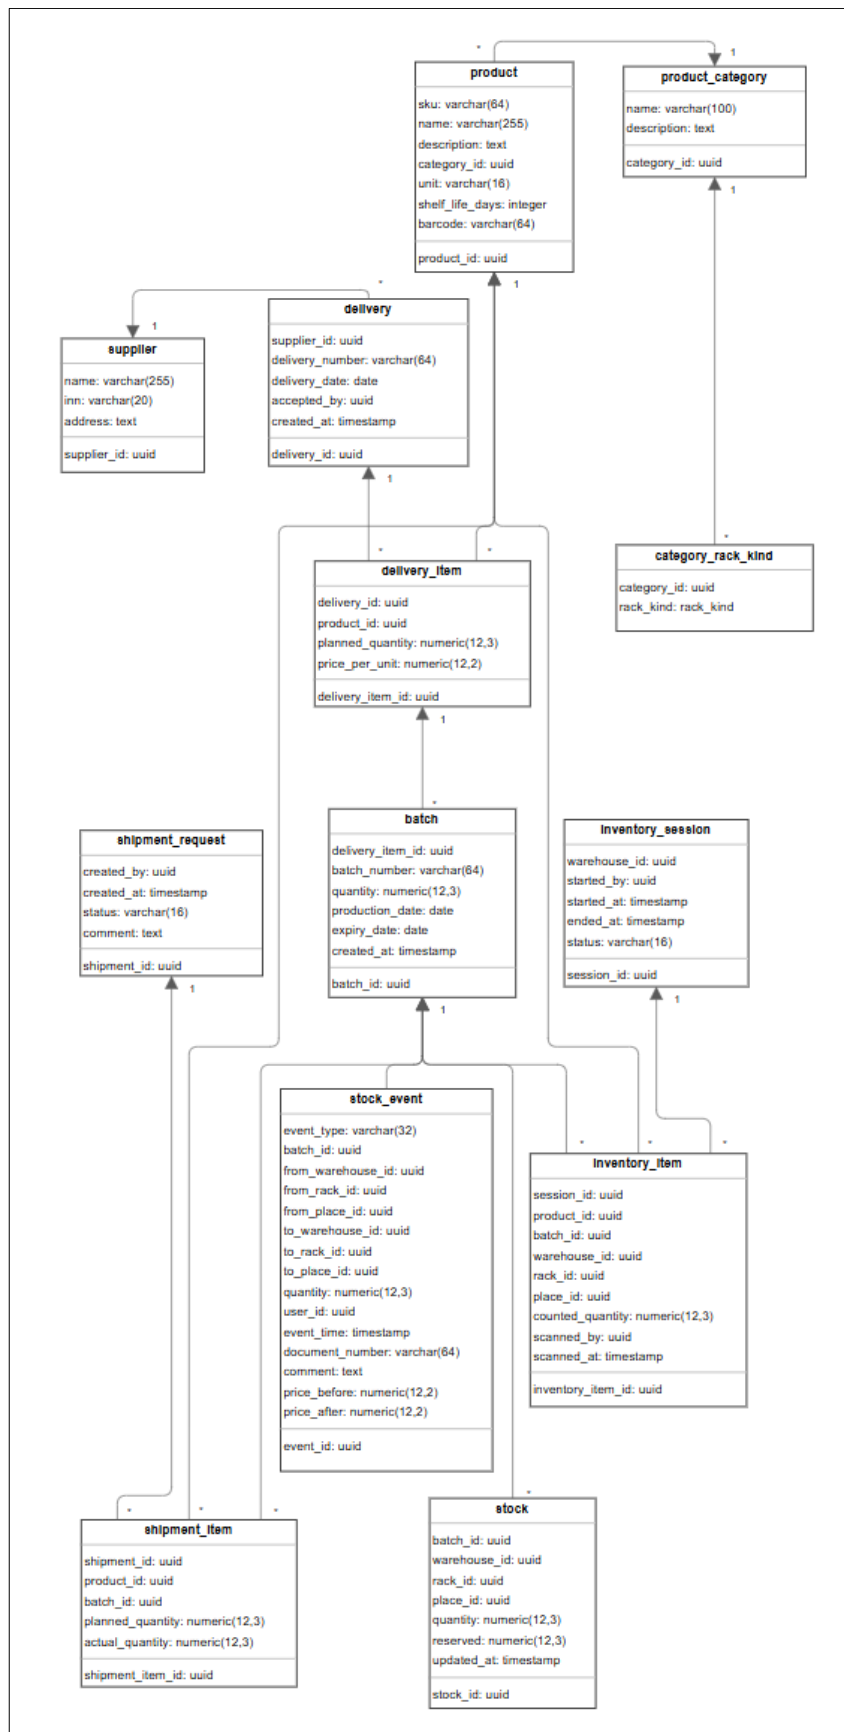 *
1
product
sku: varchar(64)
name: varchar(255)
description: text
category_id: uuid
unit: varchar(16)
shelf_life_days: integer
barcode: varchar(64)
product_id: uuid
product_category
name: varchar(100)
description: text
category_id: uuid
1
1
*
1
delivery
supplier_id: uuid
delivery_number: varchar(64)
delivery_date: date
accepted_by: uuid
created_at: timestamp
delivery_id: uuid
supplier
name: varchar(255)
inn: varchar(20)
address: text
supplier_id: uuid
1
*
*
*
delivery_item
delivery_id: uuid
product_id: uuid
planned_quantity: numeric(12,3)
price_per_unit: numeric(12,2)
delivery_item_id: uuid
category_rack_kind
category_id: uuid
rack_kind: rack_kind
1
*
batch
delivery_item_id: uuid
batch_number: varchar(64)
quantity: numeric(12,3)
production_date: date
expiry_date: date
created_at: timestamp
batch_id: uuid
shipment_request
created_by: uuid
created_at: timestamp
status: varchar(16)
comment: text
shipment_id: uuid
inventory_session
warehouse_id: uuid
started_by: uuid
started_at: timestamp
ended_at: timestamp
status: varchar(16)
session_id: uuid
1
1
1
stock_event
event_type: varchar(32)
batch_id: uuid
from_warehouse_id: uuid
from_rack_id: uuid
from_place_id: uuid
to_warehouse_id: uuid
to_rack_id: uuid
to_place_id: uuid
quantity: numeric(12,3)
user_id: uuid
event_time: timestamp
document_number: varchar(64)
comment: text
price_before: numeric(12,2)
price_after: numeric(12,2)
event_id: uuid
*
*
*
inventory_item
session_id: uuid
product_id: uuid
batch_id: uuid
warehouse_id: uuid
rack_id: uuid
place_id: uuid
counted_quantity: numeric(12,3)
scanned_by: uuid
scanned_at: timestamp
inventory_item_id: uuid
*
*
*
shipment_item
shipment_id: uuid
product_id: uuid
batch_id: uuid
planned_quantity: numeric(12,3)
actual_quantity: numeric(12,3)
shipment_item_id: uuid
*
stock
batch_id: uuid
warehouse_id: uuid
rack_id: uuid
place_id: uuid
quantity: numeric(12,3)
reserved: numeric(12,3)
updated_at: timestamp
stock_id: uuid